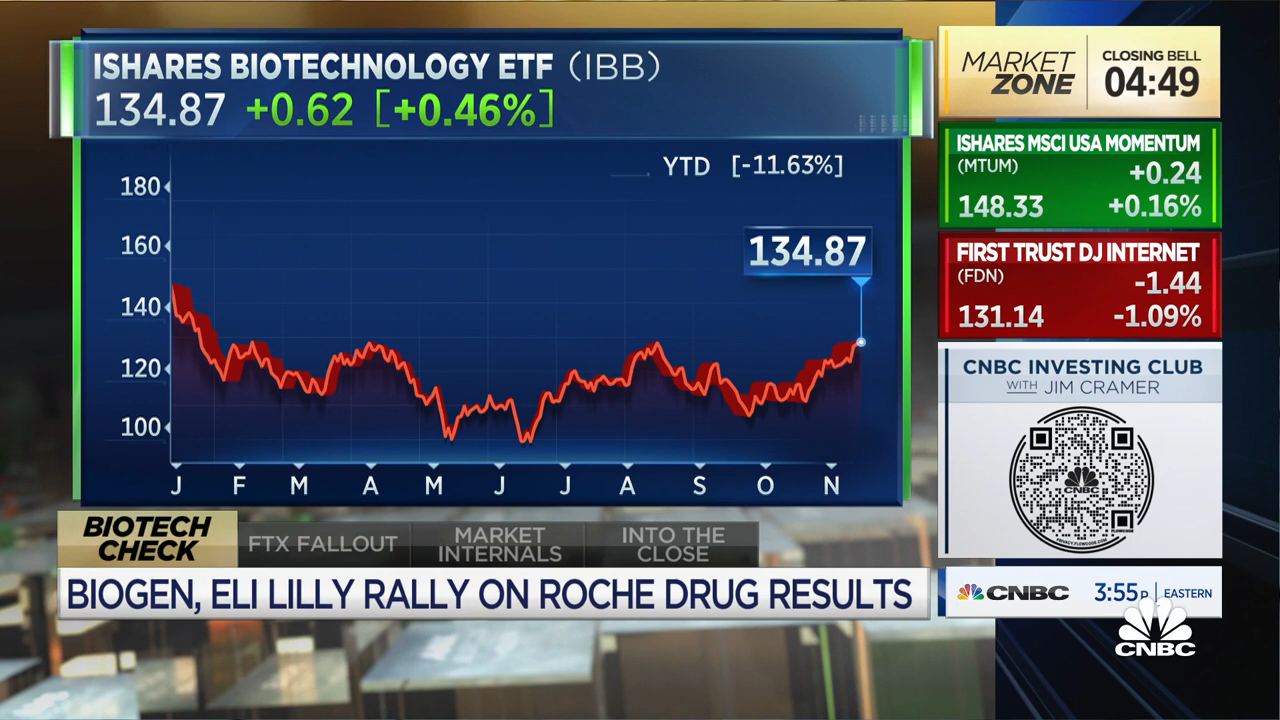 ISHARES BIOTECHNOLOGY ETF (IBB)
134.87 +0.62 [+0.46%]
YTD [-11.63%]
180
160
140
120
100
134.87
J F M A M J J A S O N
BIOTECH CHECK
FTX FALLOUT
MARKET INTERNALS
INTO THE CLOSE
BIOGEN, ELI LILLY RALLY ON ROCHE DRUG RESULTS
MARKET ZONE
CLOSING BELL
04:49
ISHARES MSCI USA MOMENTUM
(MTUM) +0.24
148.33 +0.16%
FIRST TRUST DJ INTERNET
(FDN) -1.44
131.14 -1.09%
CNBC INVESTING CLUB
WITH JIM CRAMER
CNBC
CNBC 3:55P EASTERN
CNBC